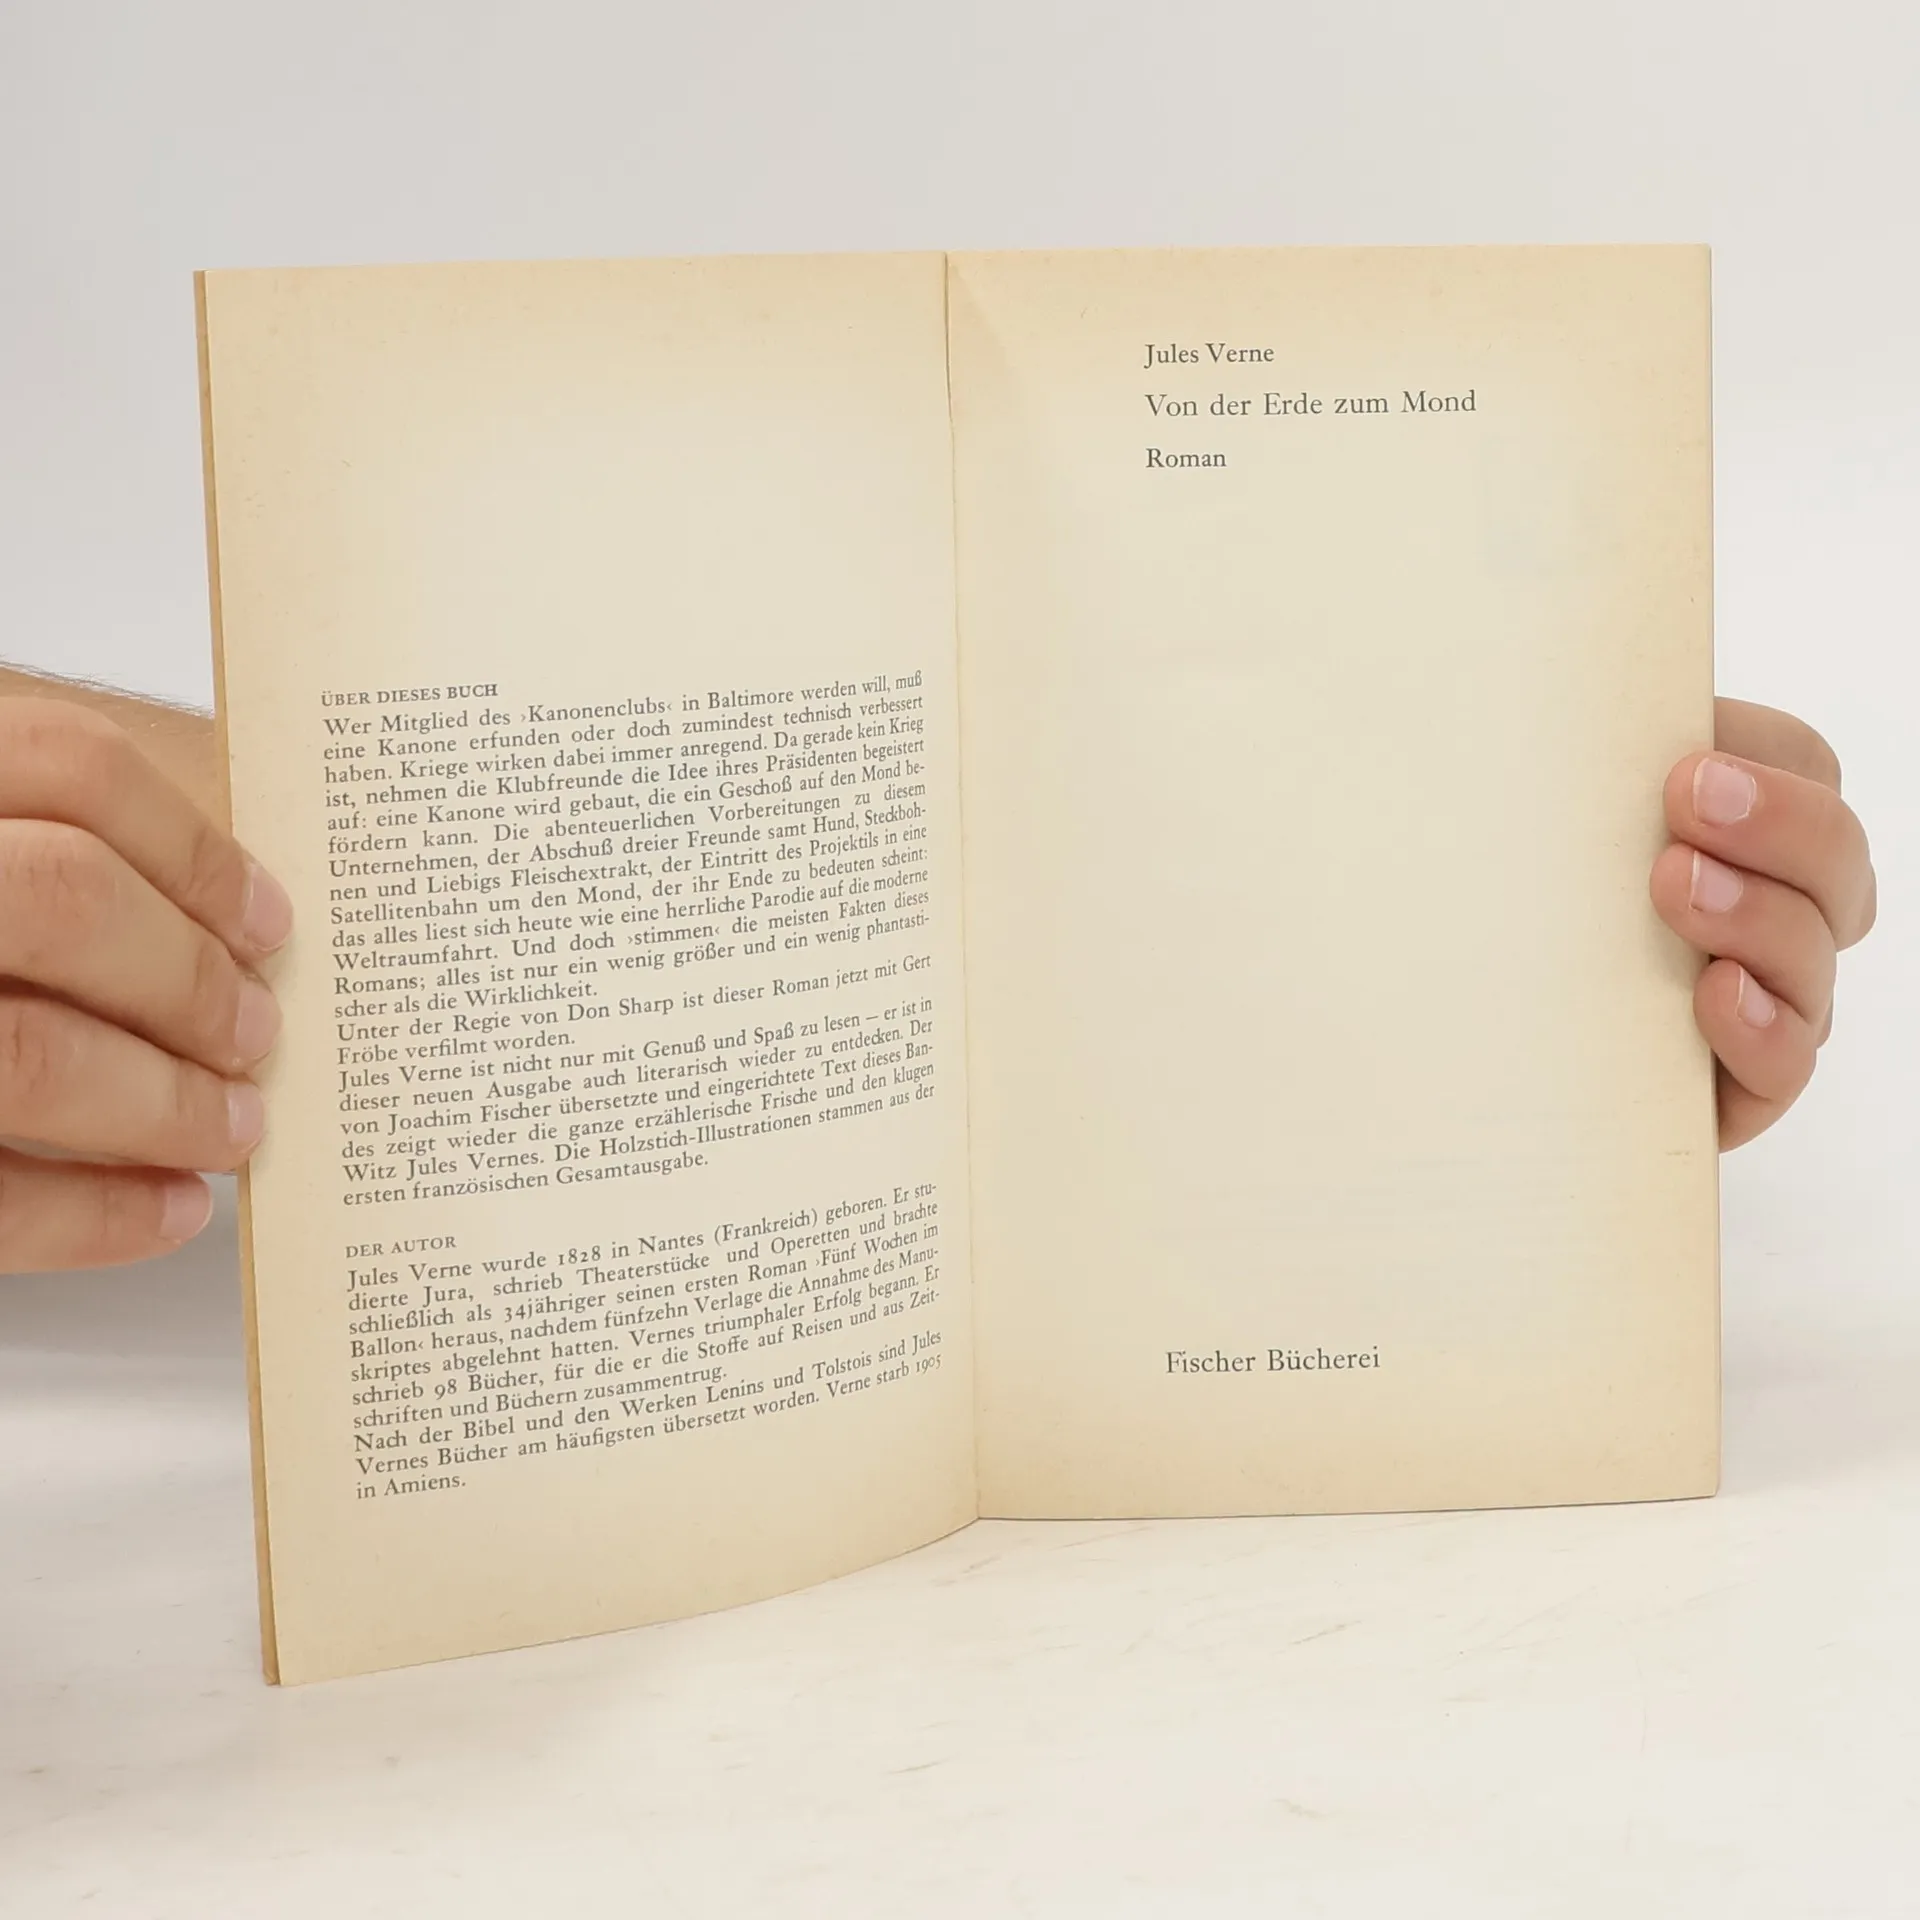 ÜBER DIESES BUCH
Wer Mitglied des ›Kanonenclubs‹ in Baltimore werden will, muß
eine Kanone erfunden oder doch zumindest technisch verbessert
haben. Kriege wirken dabei immer anregend. Da gerade kein Krieg
ist, nehmen die Klubfreunde die Idee ihres Präsidenten begeistert
auf: eine Kanone wird gebaut, die ein Geschoß auf den Mond be-
fördern kann. Die abenteuerlichen Vorbereitungen zu diesem
Unternehmen, der Abschuß dreier Freunde samt Hund, Steckboh-
nen und Liebigs Fleischextrakt, der Eintritt des Projektils in eine
Satellitenbahn um den Mond, der ihr Ende zu bedeuten scheint:
das alles liest sich heute wie eine herrliche Parodie auf die moderne
Weltraumfahrt. Und doch ›stimmen‹ die meisten Fakten dieses
Romans; alles ist nur ein wenig größer und ein wenig phantasti-
scher als die Wirklichkeit.
Unter der Regie von Don Sharp ist dieser Roman jetzt mit Gert
Fröbe verfilmt worden.
Jules Verne ist nicht nur mit Genuß und Spaß zu lesen – er ist in
dieser neuen Ausgabe auch literarisch wieder zu entdecken. Der
von Joachim Fischer übersetzte und eingerichtete Text dieses Ban-
des zeigt wieder die ganze erzählerische Frische und den klugen
Witz Jules Vernes. Die Holzstich-Illustrationen stammen aus der
ersten französischen Gesamtausgabe.
DER AUTOR
Jules Verne wurde 1828 in Nantes (Frankreich) geboren. Er stu-
dierte Jura, schrieb Theaterstücke und Operetten und brachte
schließlich als 34jähriger seinen ersten Roman ›Fünf Wochen im
Ballon‹ heraus, nachdem fünfzehn Verlage die Annahme des Manu-
skriptes abgelehnt hatten. Vernes triumphaler Erfolg begann. Er
schrieb 98 Bücher, für die er die Stoffe auf Reisen und aus Zeit-
schriften und Büchern zusammentrug.
Nach der Bibel und den Werken Lenins und Tolstois sind Jules
Vernes Bücher am häufigsten übersetzt worden. Verne starb 1905
in Amiens.
Jules Verne
Von der Erde zum Mond
Roman
Fischer Bücherei